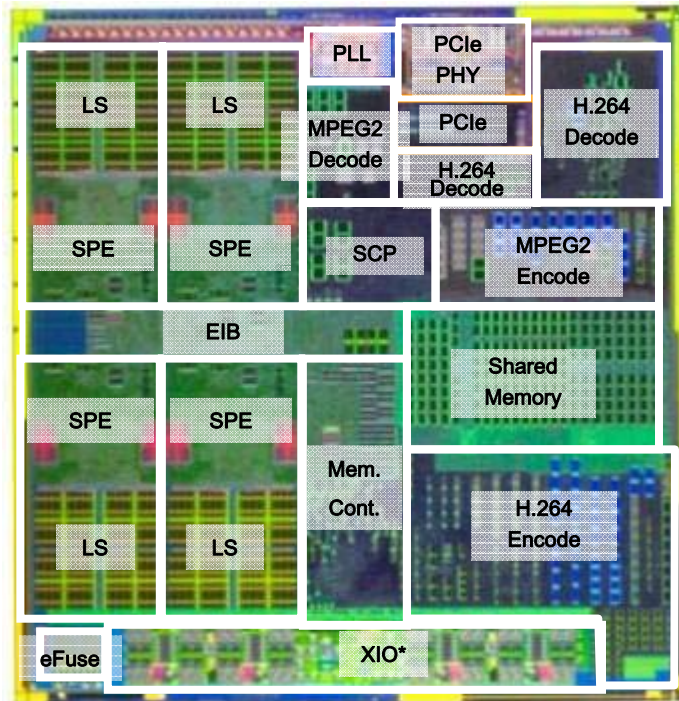 PLL
PCIe
PHY
LS
LS
H.264
Decode
MPEG2
Decode
PCIe
H.264
Decode
SPE
SPE
SCP
MPEG2
Encode
EIB
Shared
Memory
SPE
SPE
Mem.
Cont.
LS
LS
H.264
Encode
eFuse
XIO*